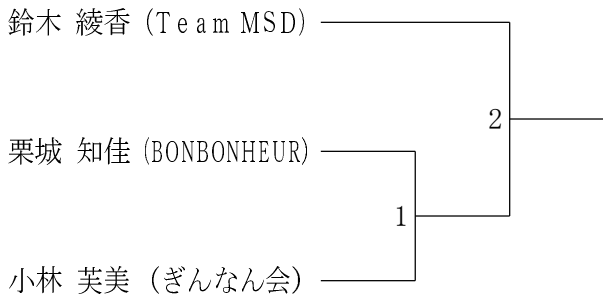 鈴木 綾香 (Team MSD)
2
栗城 知佳 (BONBONHEUR)
1
小林 芙美 (ぎんなん会)